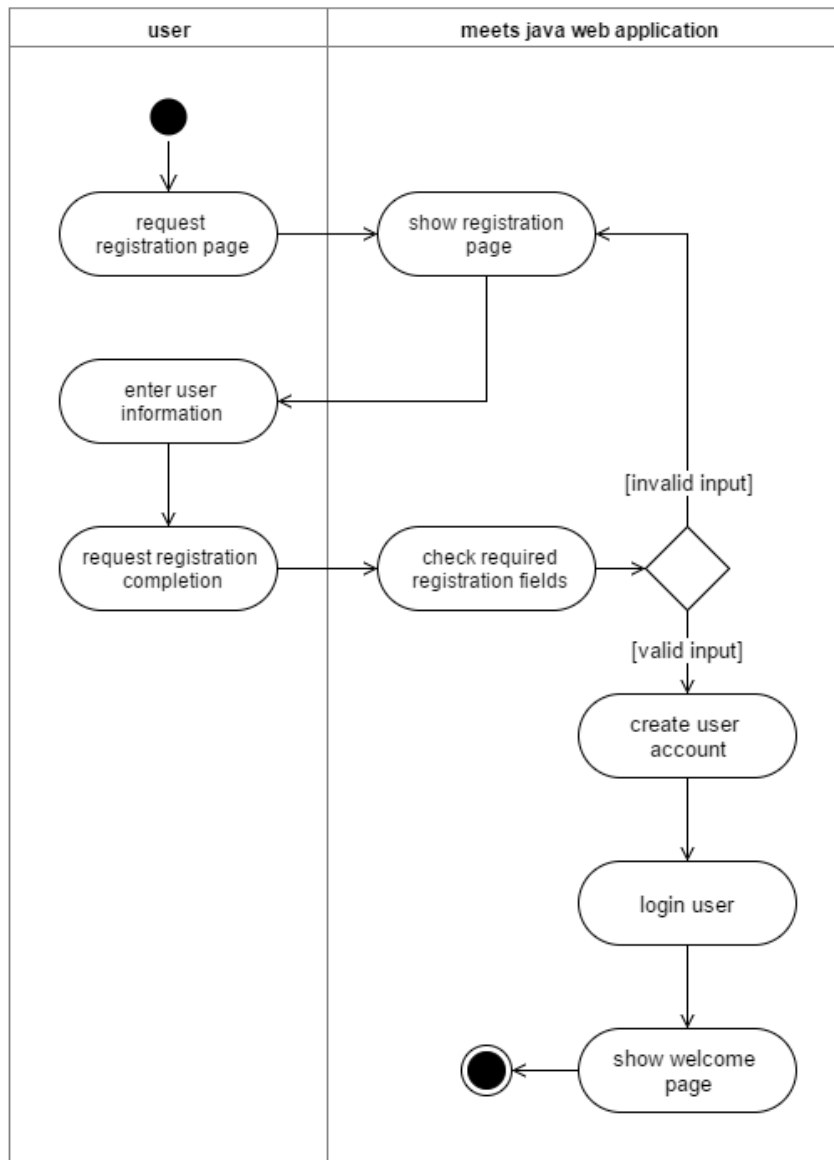 user
meets java web application
request
registration page
show registration
page
enter user
information
[invalid input]
request registration
completion
check required
registration fields
[valid input]
create user
account
login user
show welcome
page